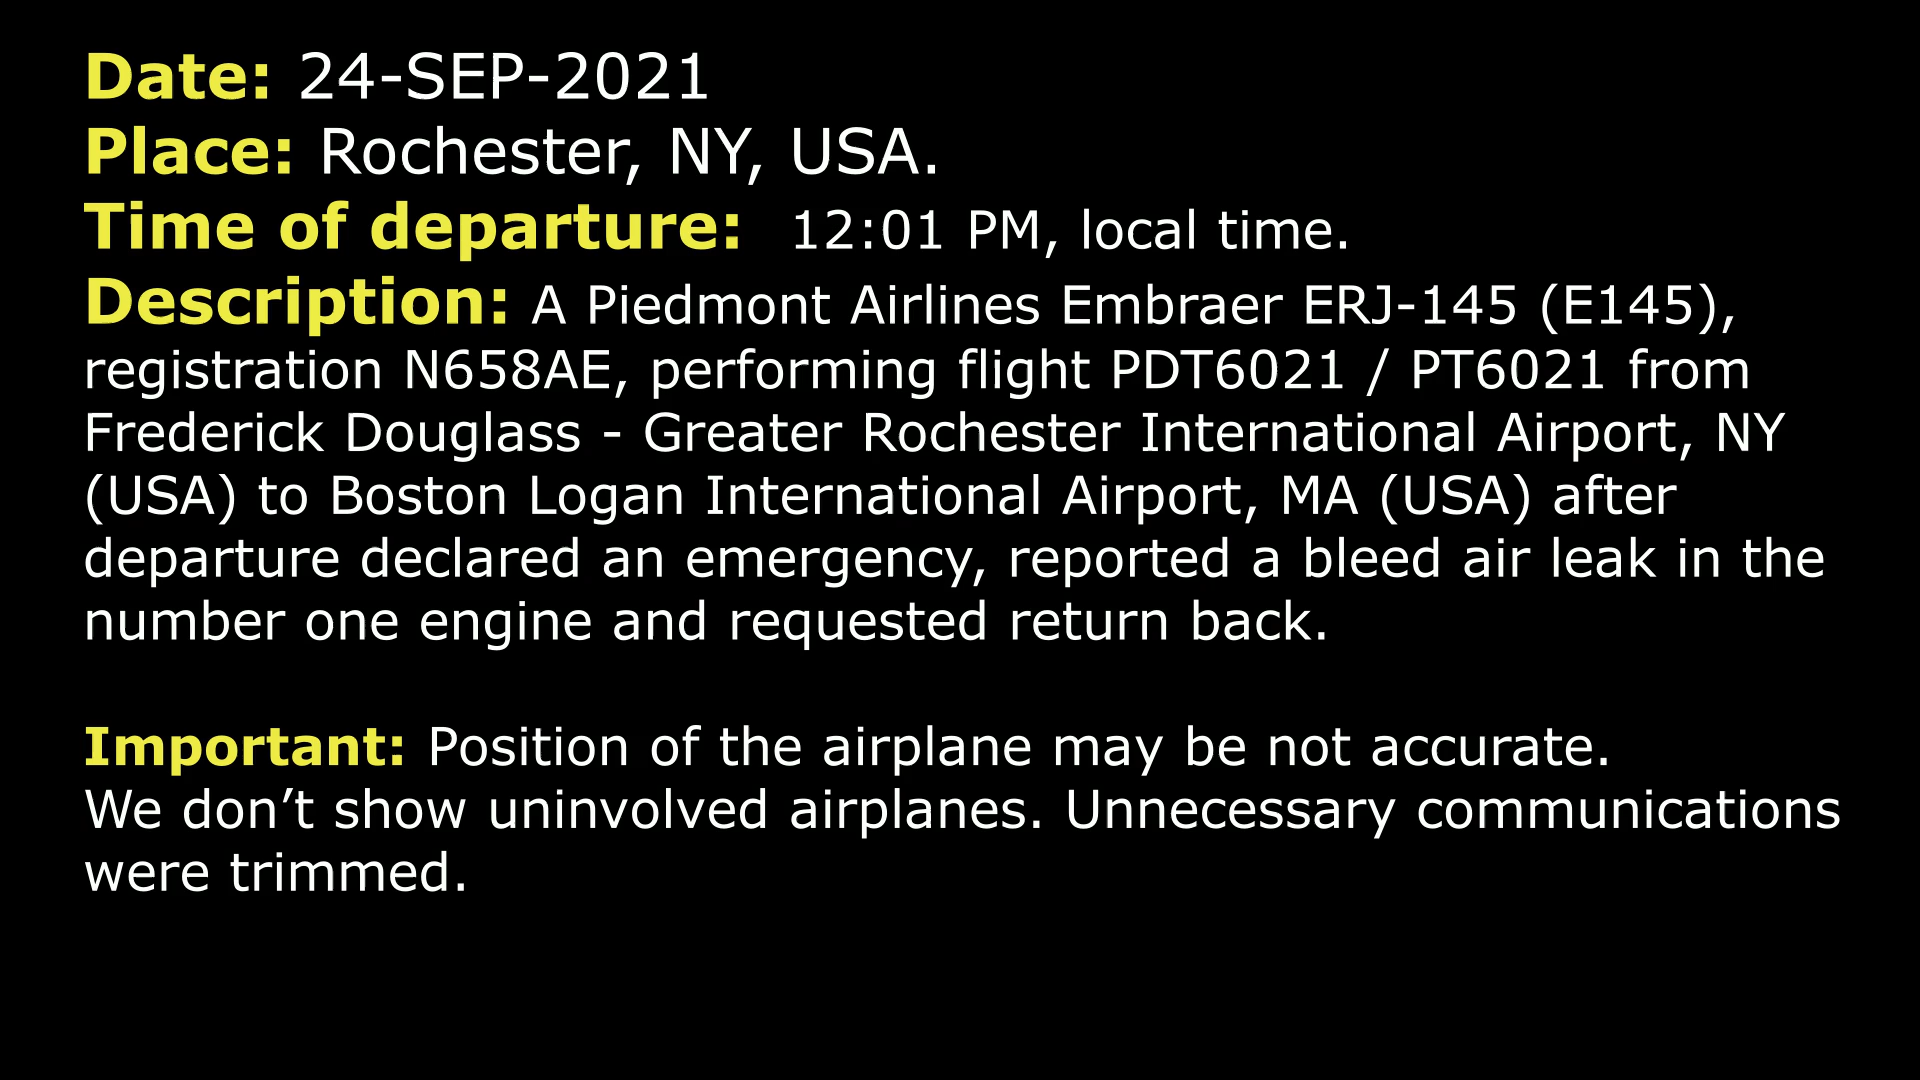 Date: 24-SEP-2021
Place: Rochester, NY, USA.
Time of departure: 12:01 PM, local time.
Description: A Piedmont Airlines Embraer ERJ-145 (E145),
registration N658AE, performing flight PDT6021 / PT6021 from
Frederick Douglass - Greater Rochester International Airport, NY
(USA) to Boston Logan International Airport, MA (USA) after
departure declared an emergency, reported a bleed air leak in the
number one engine and requested return back.
Important: Position of the airplane may be not accurate.
We don’t show uninvolved airplanes. Unnecessary communications
were trimmed.